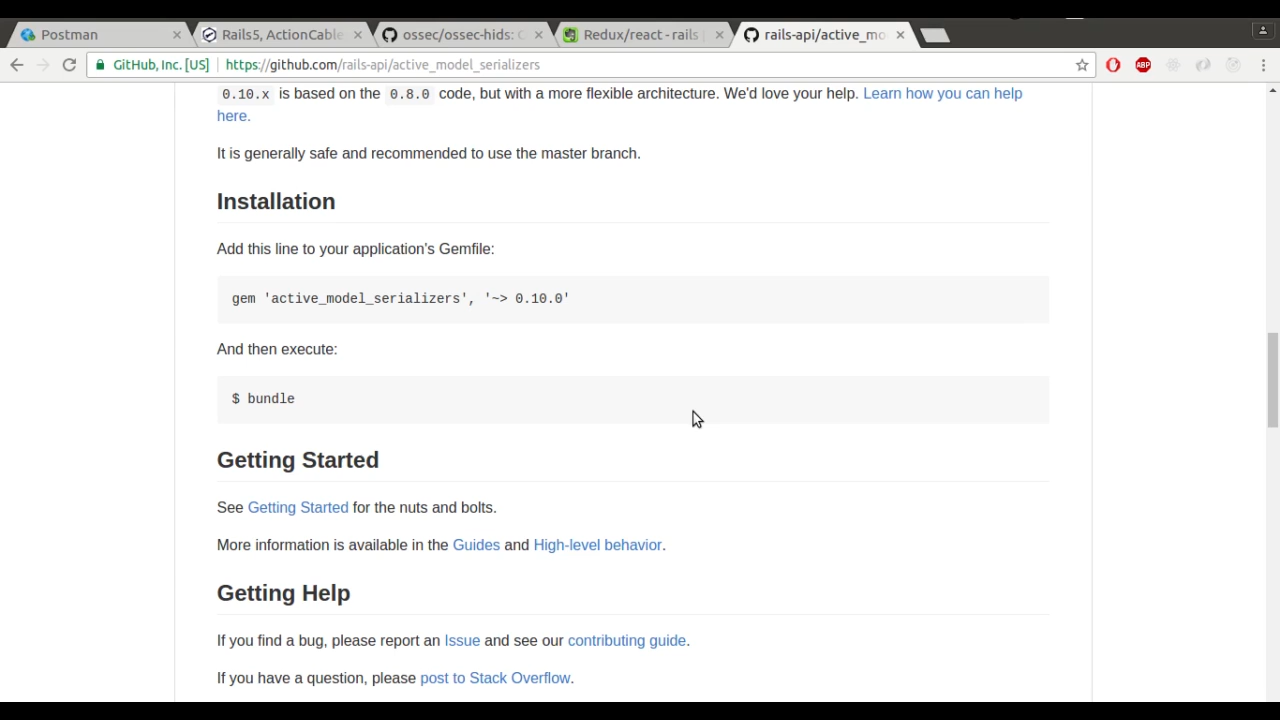 Postman
Rails5, ActionCable
ossec/ossec-hids:
Redux/react-rails
rails-api/active_mo
GitHub, Inc. [US] https://github.com/rails-api/active_model_serializers
ABP
0.10.x is based on the 0.8.0 code, but with a more flexible architecture. We'd love your help. Learn how you can help
here.
It is generally safe and recommended to use the master branch.
Installation
Add this line to your application's Gemfile:
gem 'active_model_serializers', '~> 0.10.0'
And then execute:
$ bundle
Getting Started
See Getting Started for the nuts and bolts.
More information is available in the Guides and High-level behavior.
Getting Help
If you find a bug, please report an Issue and see our contributing guide.
If you have a question, please post to Stack Overflow.